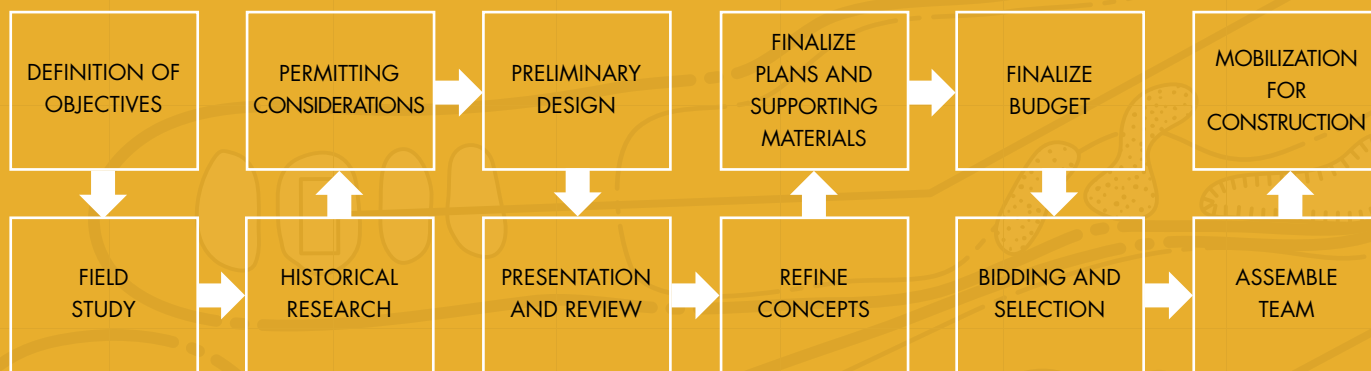 DEFINITION OF
OBJECTIVES
FIELD
STUDY
HISTORICAL
RESEARCH
PERMITTING
CONSIDERATIONS
PRELIMINARY
DESIGN
PRESENTATION
AND REVIEW
REFINE
CONCEPTS
FINALIZE
PLANS AND
SUPPORTING
MATERIALS
FINALIZE
BUDGET
BIDDING AND
SELECTION
ASSEMBLE
TEAM
MOBILIZATION
FOR
CONSTRUCTION